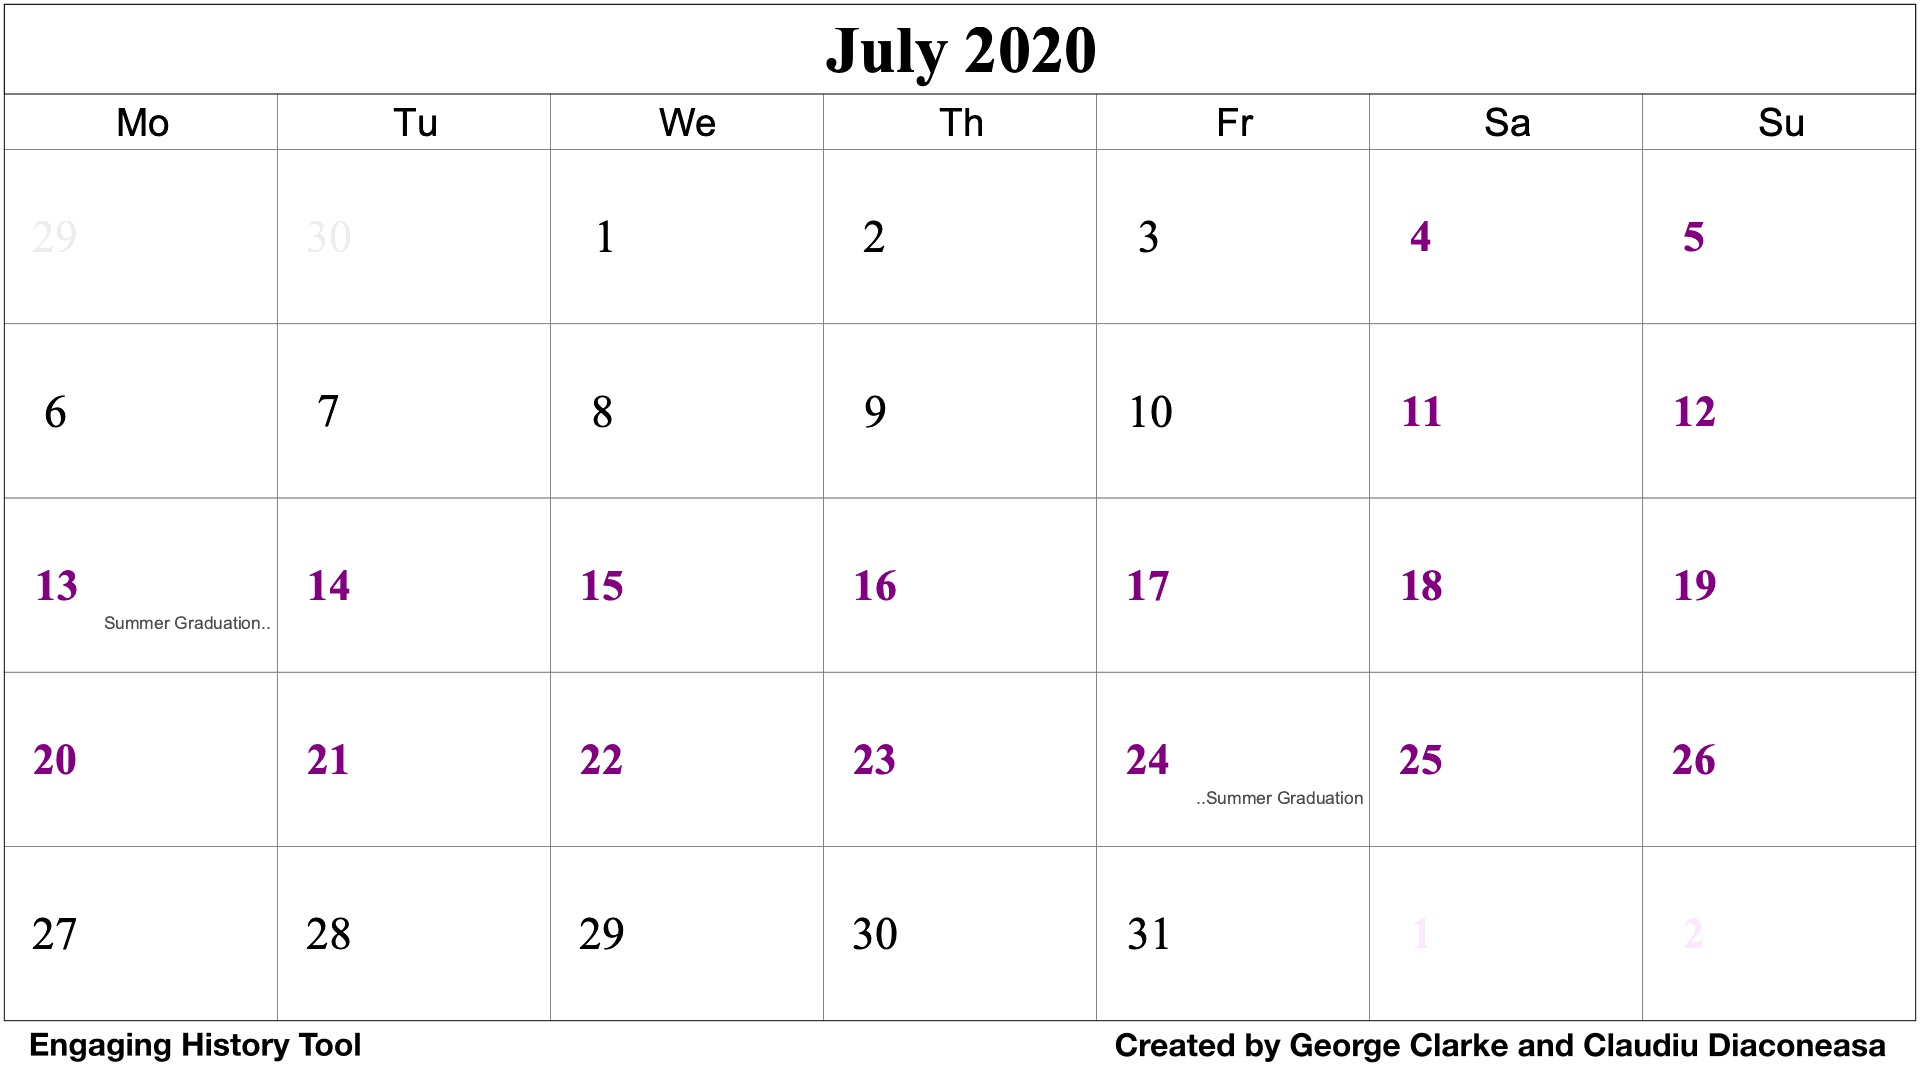 July 2020
Mo Tu We Th Fr Sa Su
29 30 1 2 3 4 5
6 7 8 9 10 11 12
13 14 15 16 17 18 19
Summer Graduation..
20 21 22 23 24 25 26
..Summer Graduation
27 28 29 30 31 1 2
Engaging History Tool
Created by George Clarke and Claudiu Diaconeasa